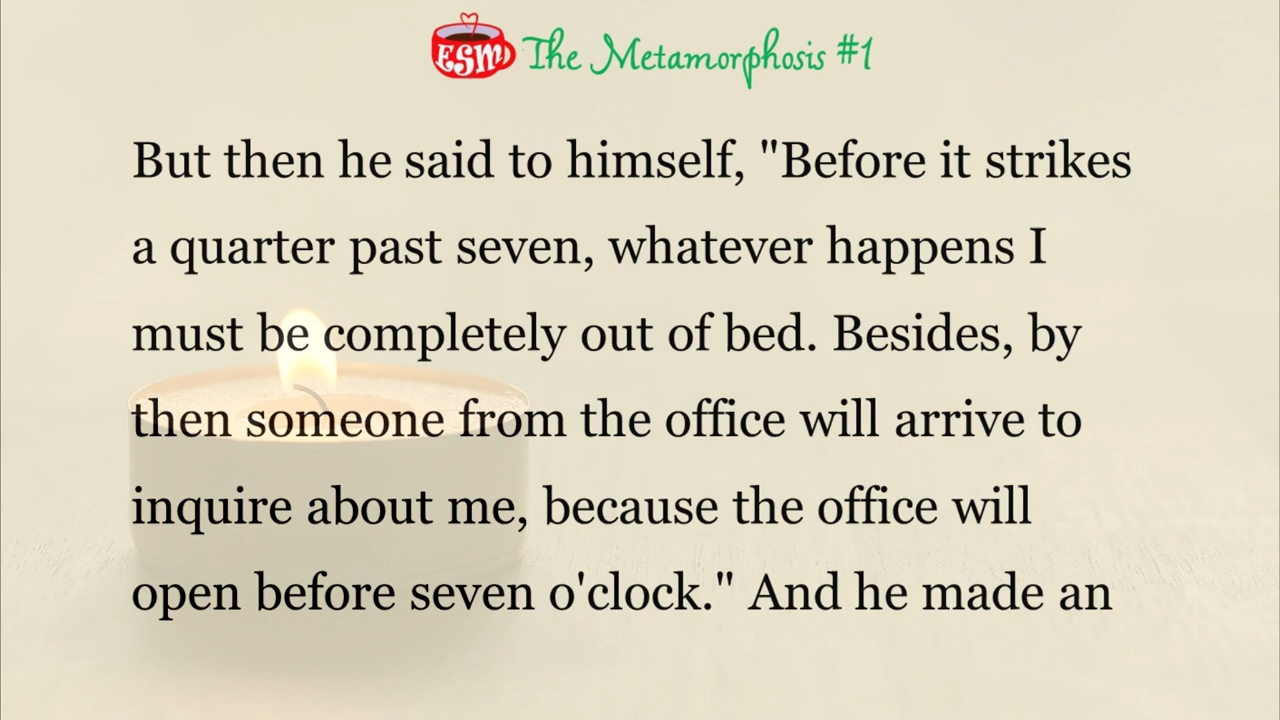 ESM The Metamorphosis #1
But then he said to himself, "Before it strikes
a quarter past seven, whatever happens I
must be completely out of bed. Besides, by
then someone from the office will arrive to
inquire about me, because the office will
open before seven o'clock." And he made an